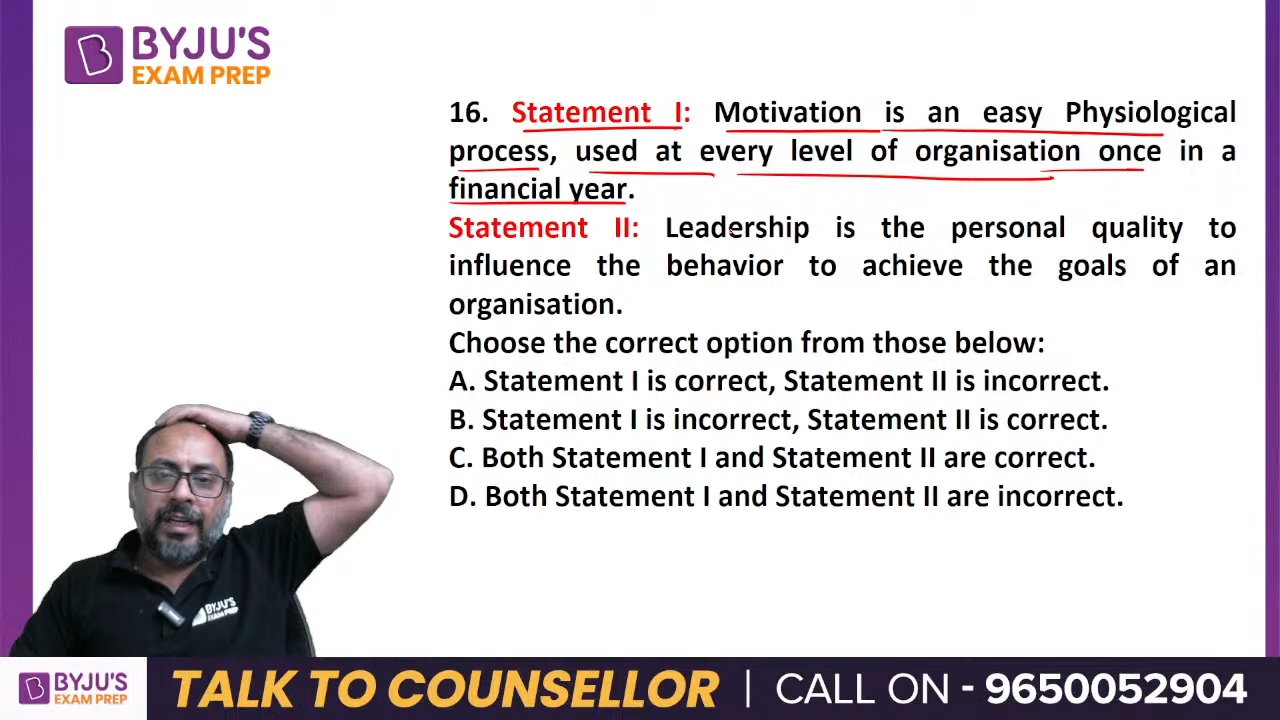 BYJU'S
EXAM PREP
16. Statement I: Motivation is an easy Physiological
process, used at every level of organisation once in a
financial year.
Statement II: Leadership is the personal quality to
influence the behavior to achieve the goals of an
organisation.
Choose the correct option from those below:
A. Statement I is correct, Statement II is incorrect.
B. Statement I is incorrect, Statement II is correct.
C. Both Statement I and Statement II are correct.
D. Both Statement I and Statement II are incorrect.
BYJU'S
EXAM PREP
BYJU'S
EXAM PREP
TALK TO COUNSELLOR | CALL ON - 9650052904